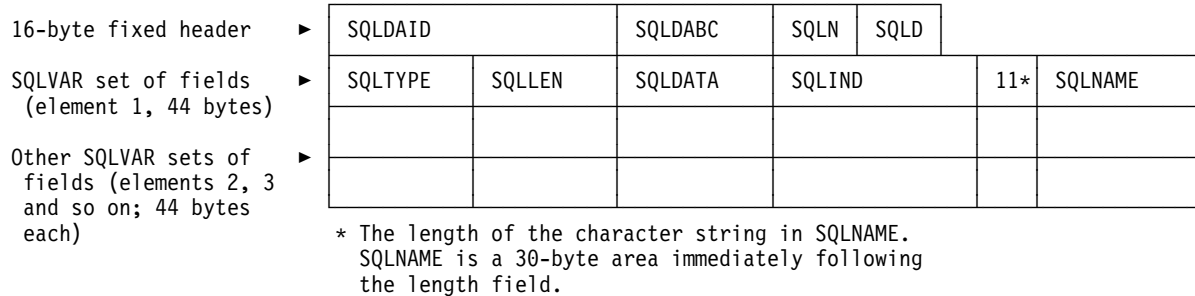 16-byte fixed header ► SQLDAID SQLDABC SQLN SQLD
SQLVAR set of fields ► SQLTYPE SQLLEN SQLDATA SQLIND 11* SQLNAME
(element 1, 44 bytes)
Other SQLVAR sets of ►
fields (elements 2, 3
and so on; 44 bytes
each)
* The length of the character string in SQLNAME.
SQLNAME is a 30-byte area immediately following
the length field.